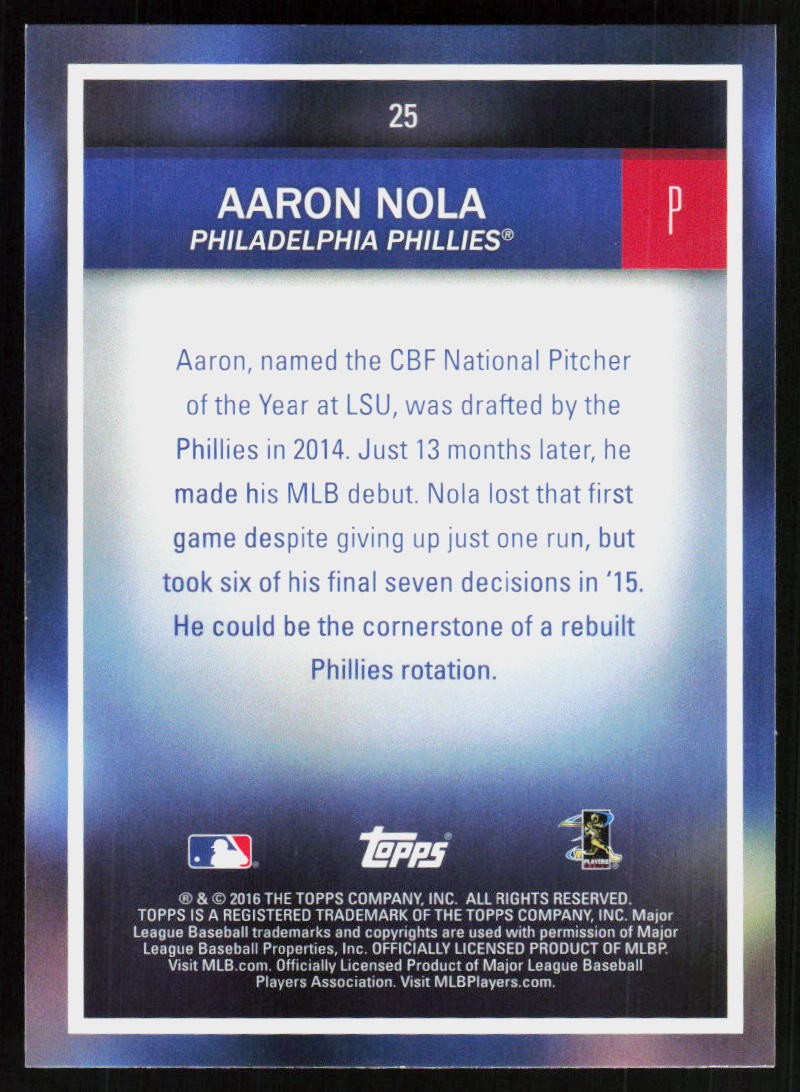 25
AARON NOLA
PHILADELPHIA PHILLIES®
P
Aaron, named the CBF National Pitcher
of the Year at LSU, was drafted by the
Phillies in 2014. Just 13 months later, he
made his MLB debut. Nola lost that first
game despite giving up just one run, but
took six of his final seven decisions in '15.
He could be the cornerstone of a rebuilt
Phillies rotation.
topps®
PLAYERS
® & © 2016 THE TOPPS COMPANY, INC. ALL RIGHTS RESERVED.
TOPPS IS A REGISTERED TRADEMARK OF THE TOPPS COMPANY, INC. Major
League Baseball trademarks and copyrights are used with permission of Major
League Baseball Properties, Inc. OFFICIALLY LICENSED PRODUCT OF MLBP.
Visit MLB.com. Officially Licensed Product of Major League Baseball
Players Association. Visit MLBPlayers.com.